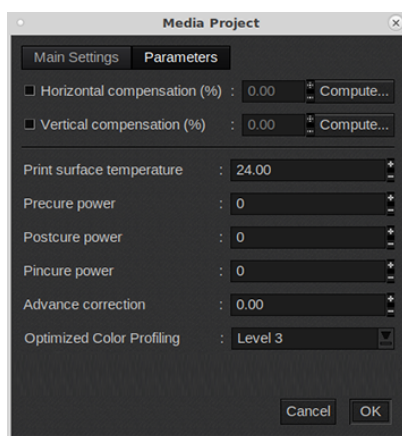 Media Project
Main Settings Parameters
Horizontal compensation (%) : 0.00 Compute...
Vertical compensation (%) : 0.00 Compute...
Print surface temperature : 24.00
Precure power : 0
Postcure power : 0
Pincure power : 0
Advance correction : 0.00
Optimized Color Profiling : Level 3
Cancel OK